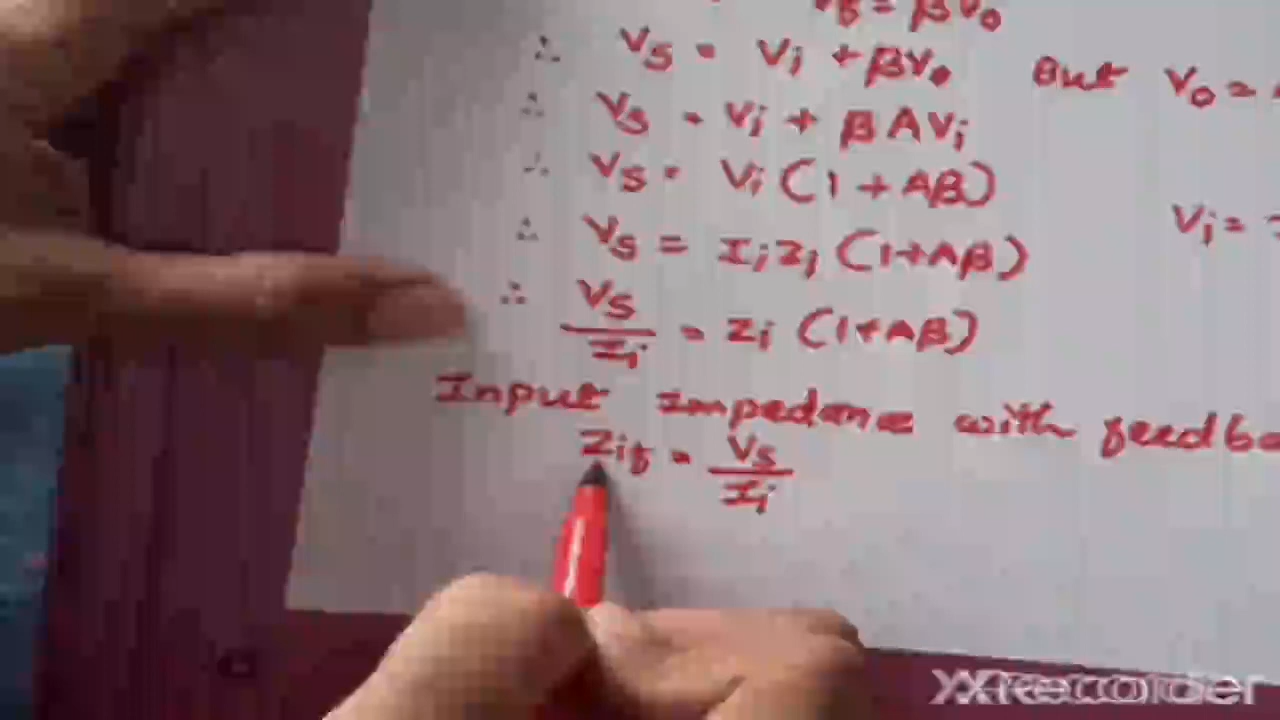 = βVo
∴ Vs = Vi + βVo But Vo =
∴ Vs = Vi + βAVi
∴ Vs = Vi (1 + Aβ)
∴ Vs = IiZi (1+Aβ) Vi =
∴ Vs/Ii = Zi (1+Aβ)
Input Impedance with feedba
Zif = Vs/Ii
XRecorder